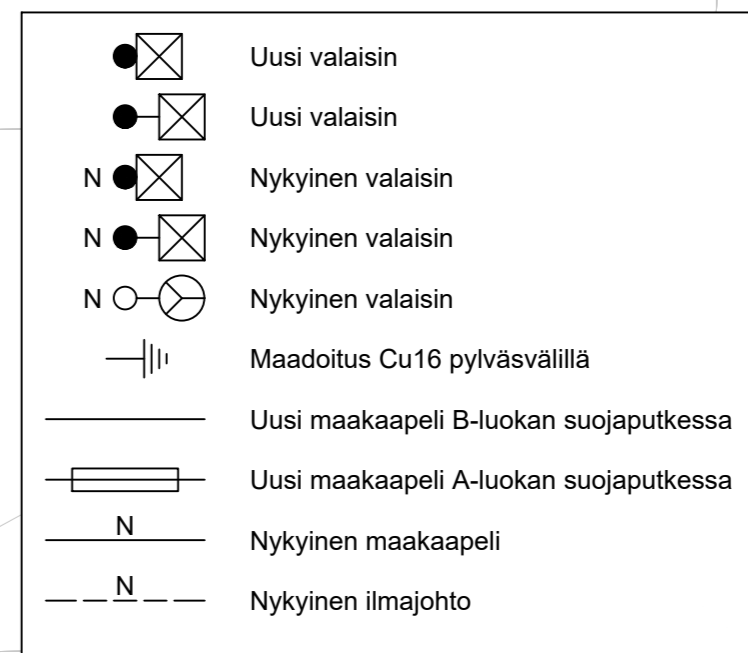 Uusi valaisin
Uusi valaisin
N Nykyinen valaisin
N Nykyinen valaisin
N Nykyinen valaisin
Maadoitus Cu16 pylväsvälillä
Uusi maakaapeli B-luokan suojaputkessa
Uusi maakaapeli A-luokan suojaputkessa
N Nykyinen maakaapeli
N Nykyinen ilmajohto